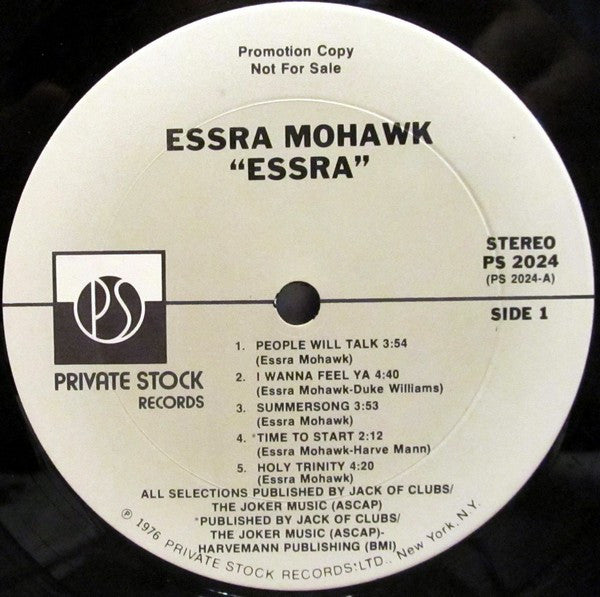 Promotion Copy
Not For Sale
ESSRA MOHAWK
“ESSRA”
STEREO
PS 2024
(PS 2024-A)
SIDE 1
PS
PRIVATE STOCK
RECORDS
1. PEOPLE WILL TALK 3:54
(Essra Mohawk)
2. I WANNA FEEL YA 4:40
(Essra Mohawk-Duke Williams)
3. SUMMERSONG 3:53
(Essra Mohawk)
4. *TIME TO START 2:12
(Essra Mohawk-Harve Mann)
5. HOLY TRINITY 4:20
(Essra Mohawk)
ALL SELECTIONS PUBLISHED BY JACK OF CLUBS/
THE JOKER MUSIC (ASCAP)
*PUBLISHED BY JACK OF CLUBS/
THE JOKER MUSIC (ASCAP)-
HARVEMANN PUBLISHING (BMI)
℗ 1976 PRIVATE STOCK RECORDS, LTD., New York, N.Y.